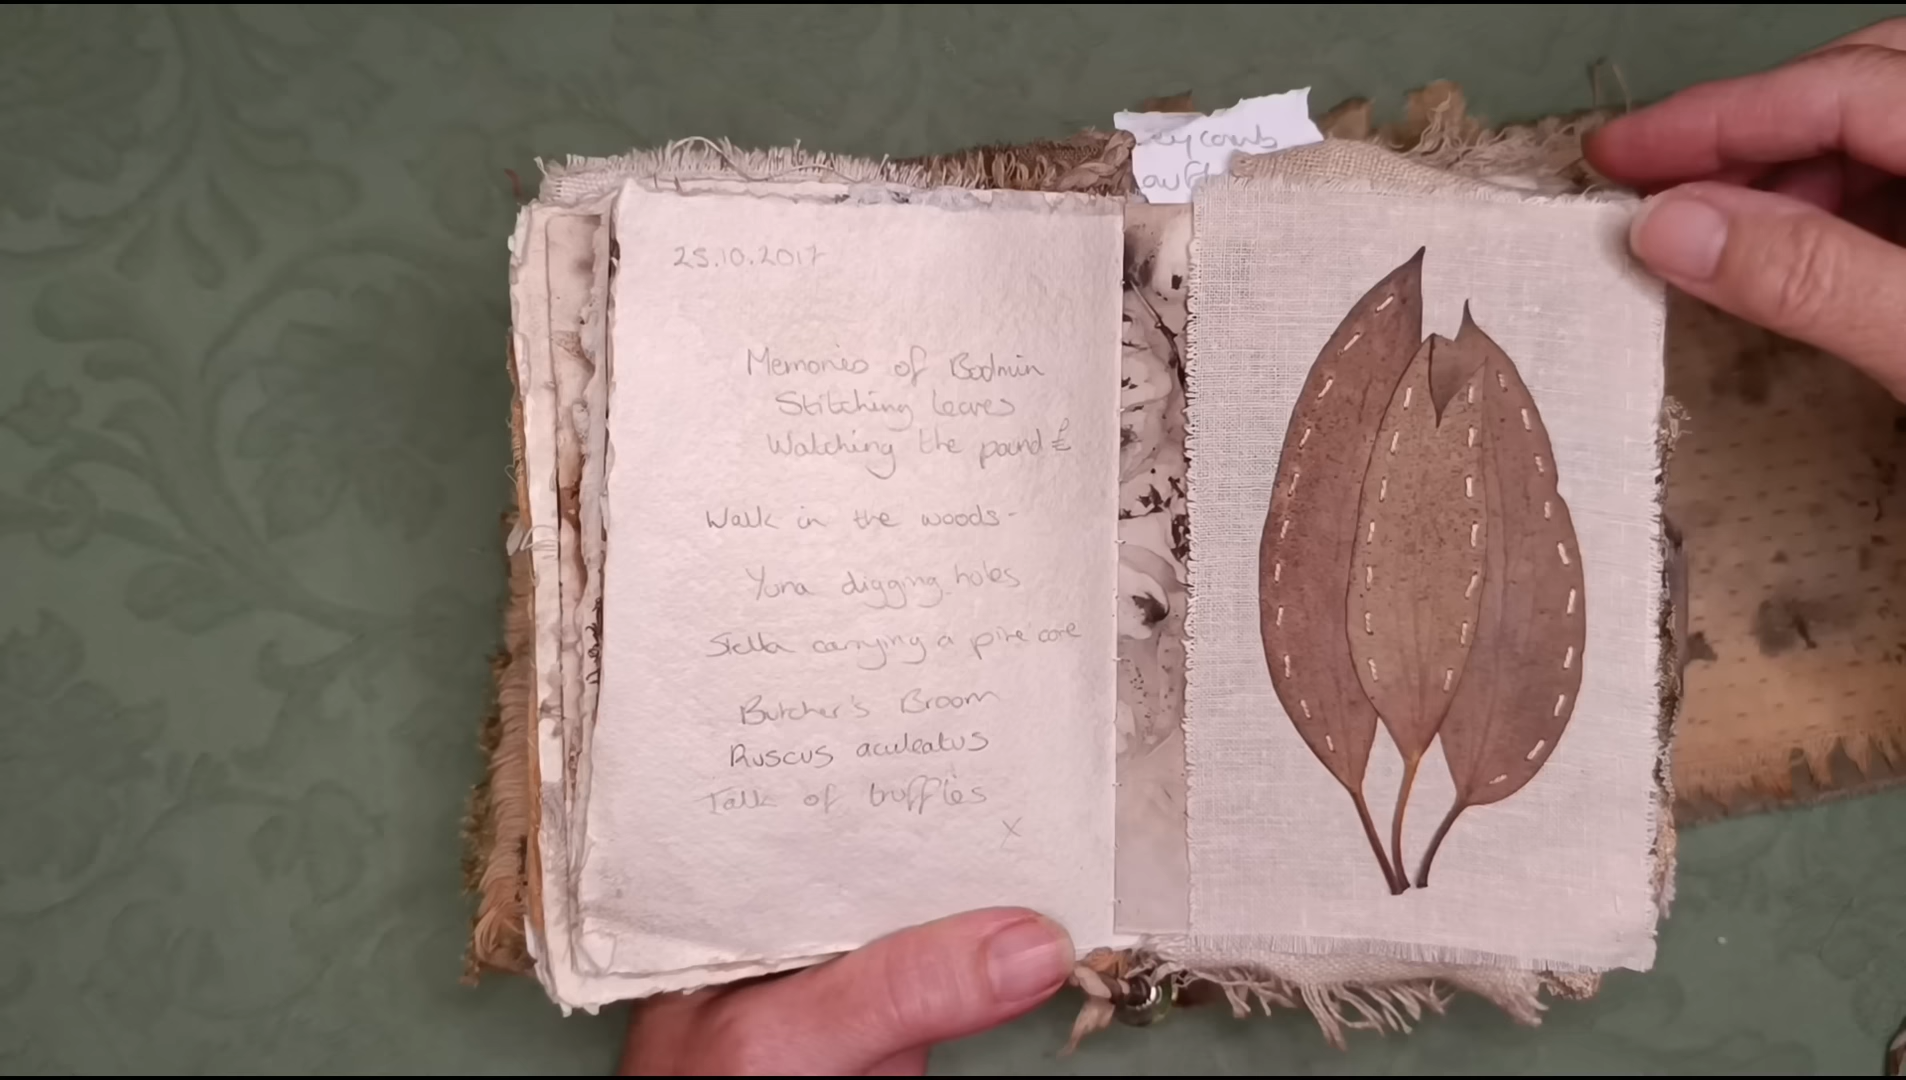 25.10.2017
Memories of Bodmin
Stitching leaves
Watching the pound £
Walk in the woods -
Yuna digging holes
Stella carrying a pine cone
Butcher's Broom
Ruscus aculeatus
Talk of truffles
x